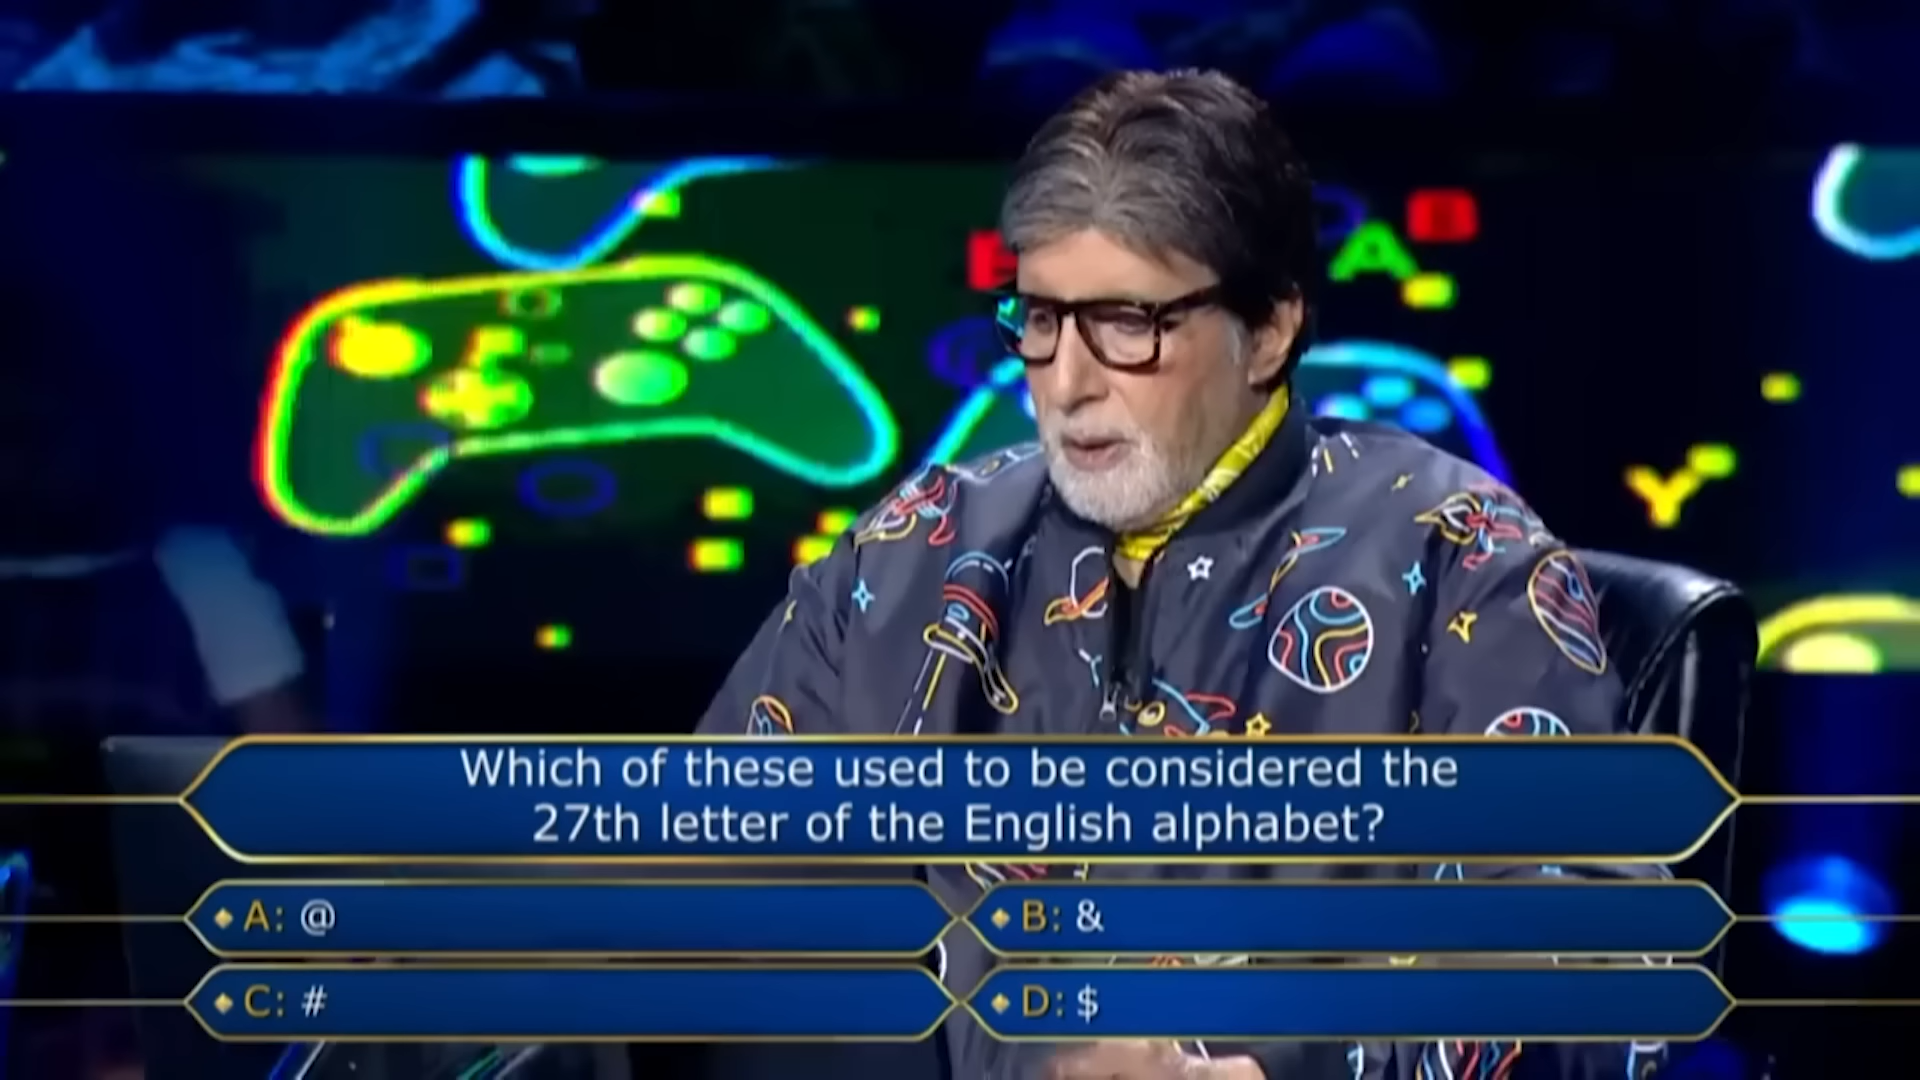 B
A
B
Y
Which of these used to be considered the
27th letter of the English alphabet?
A: @
B: &
C: #
D: $